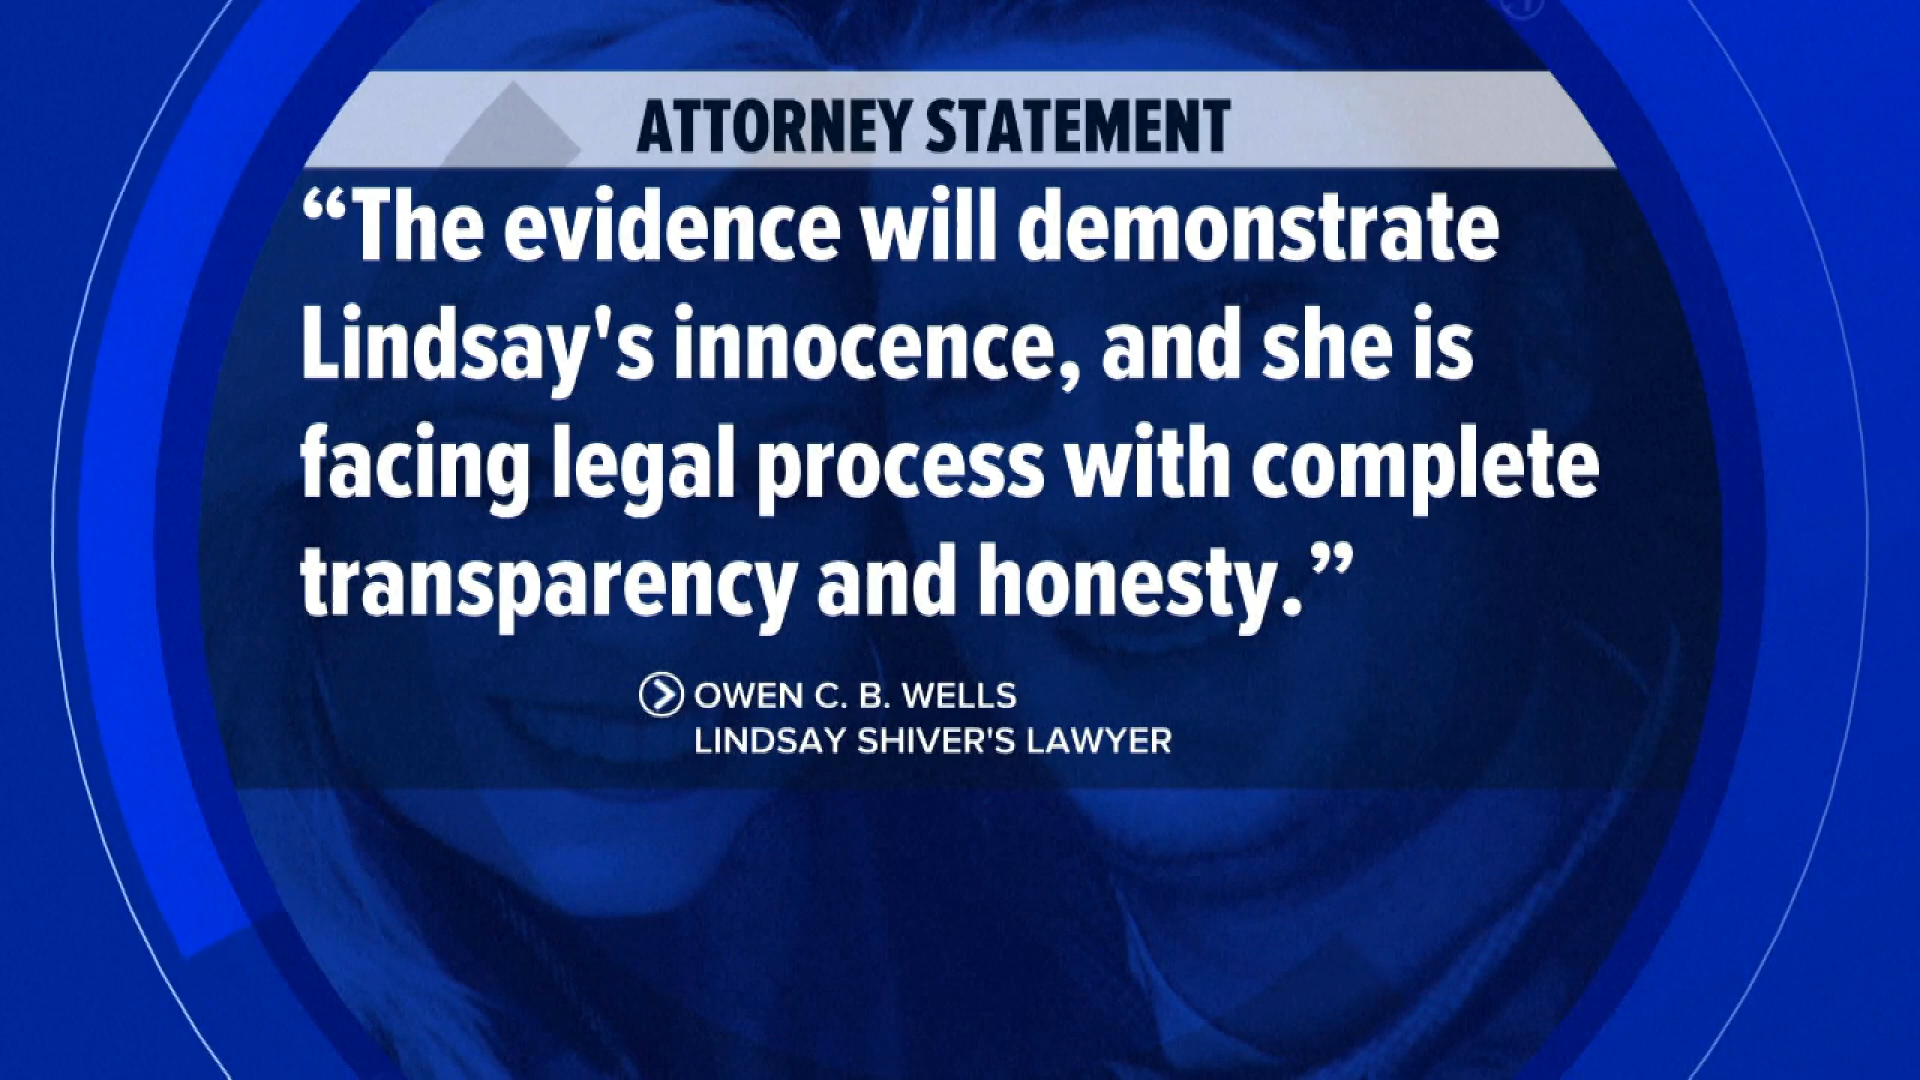 ATTORNEY STATEMENT
“The evidence will demonstrate
Lindsay's innocence, and she is
facing legal process with complete
transparency and honesty.”
OWEN C. B. WELLS
LINDSAY SHIVER'S LAWYER